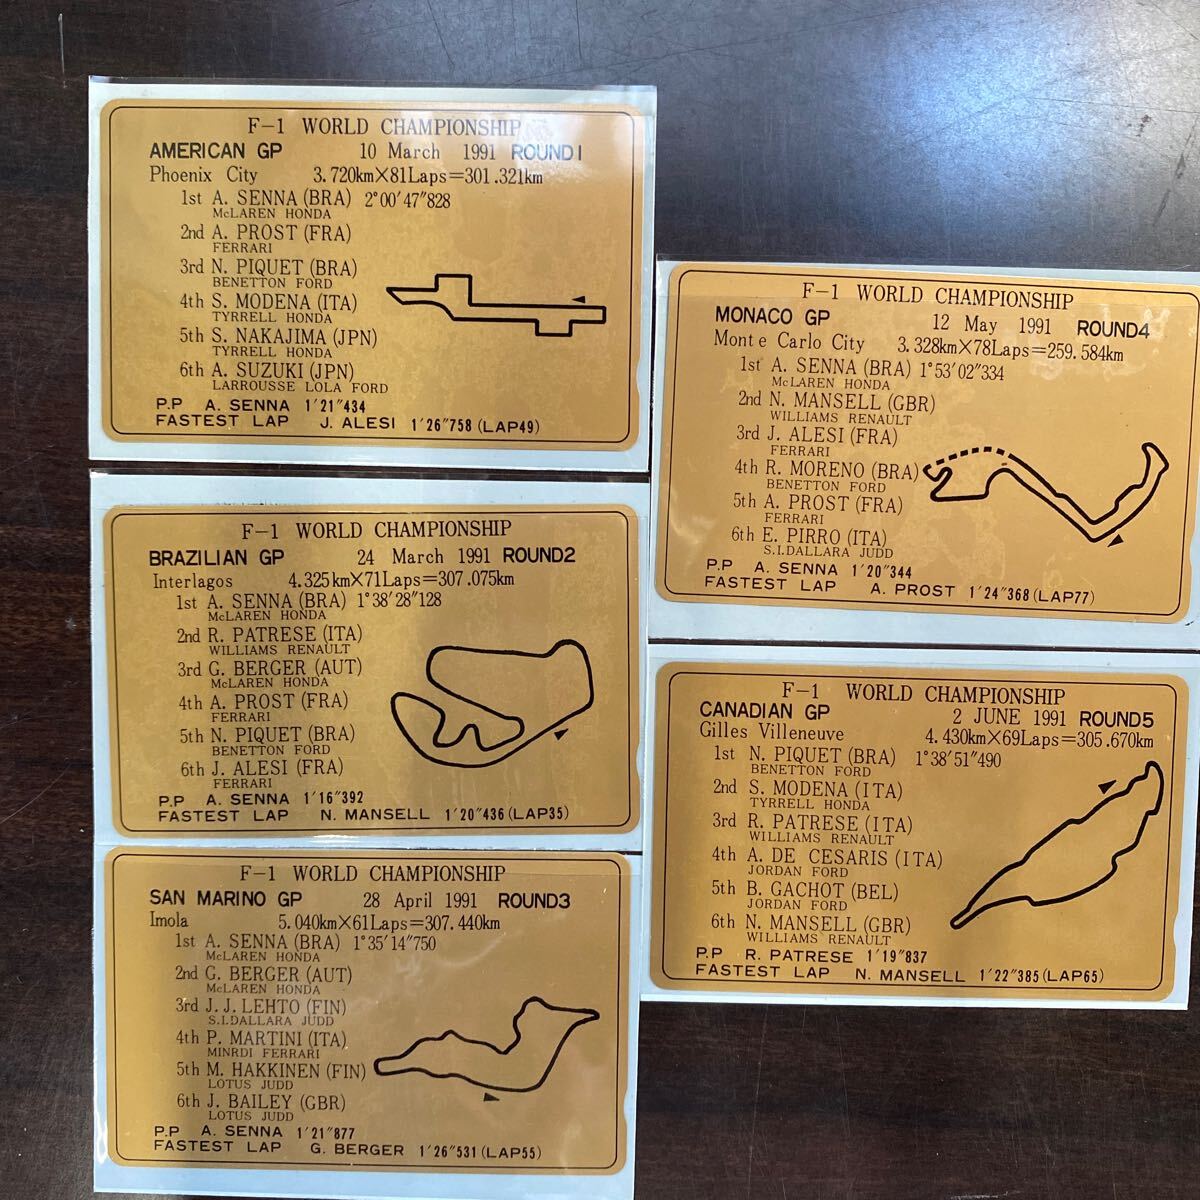 F-1 WORLD CHAMPIONSHIP
AMERICAN GP 10 March 1991 ROUND1
Phoenix City 3.720km×81Laps=301.321km
1st A. SENNA (BRA) 2°00′47″828
McLAREN HONDA
2nd A. PROST (FRA)
FERRARI
3rd N. PIQUET (BRA)
BENETTON FORD
4th S. MODENA (ITA)
TYRRELL HONDA
5th S. NAKAJIMA (JPN)
TYRRELL HONDA
6th A. SUZUKI (JPN)
LARROUSSE LOLA FORD
P.P A. SENNA 1′21″434
FASTEST LAP J. ALESI 1′26″758 (LAP49)
F-1 WORLD CHAMPIONSHIP
BRAZILIAN GP 24 March 1991 ROUND2
Interlagos 4.325km×71Laps=307.075km
1st A. SENNA (BRA) 1°38′28″128
McLAREN HONDA
2nd R. PATRESE (ITA)
WILLIAMS RENAULT
3rd G. BERGER (AUT)
McLAREN HONDA
4th A. PROST (FRA)
FERRARI
5th N. PIQUET (BRA)
BENETTON FORD
6th J. ALESI (FRA)
FERRARI
P.P A. SENNA 1′16″392
FASTEST LAP N. MANSELL 1′20″436 (LAP35)
F-1 WORLD CHAMPIONSHIP
SAN MARINO GP 28 April 1991 ROUND3
Imola 5.040km×61Laps=307.440km
1st A. SENNA (BRA) 1°35′14″750
McLAREN HONDA
2nd G. BERGER (AUT)
McLAREN HONDA
3rd J. J. LEHTO (FIN)
S.I.DALLARA JUDD
4th P. MARTINI (ITA)
MINRDI FERRARI
5th M. HAKKINEN (FIN)
LOTUS JUDD
6th J. BAILEY (GBR)
LOTUS JUDD
P.P A. SENNA 1′21″877
FASTEST LAP G. BERGER 1′26″531 (LAP55)
F-1 WORLD CHAMPIONSHIP
MONACO GP 12 May 1991 ROUND4
Monte Carlo City 3.328km×78Laps=259.584km
1st A. SENNA (BRA) 1°53′02″334
McLAREN HONDA
2nd N. MANSELL (GBR)
WILLIAMS RENAULT
3rd J. ALESI (FRA)
FERRARI
4th R. MORENO (BRA)
BENETTON FORD
5th A. PROST (FRA)
FERRARI
6th E. PIRRO (ITA)
S.I.DALLARA JUDD
P.P A. SENNA 1′20″344
FASTEST LAP A. PROST 1′24″368 (LAP77)
F-1 WORLD CHAMPIONSHIP
CANADIAN GP 2 JUNE 1991 ROUND5
Gilles Villeneuve 4.430km×69Laps=305.670km
1st N. PIQUET (BRA) 1°38′51″490
BENETTON FORD
2nd S. MODENA (ITA)
TYRRELL HONDA
3rd R. PATRESE (ITA)
WILLIAMS RENAULT
4th A. DE CESARIS (ITA)
JORDAN FORD
5th B. GACHOT (BEL)
JORDAN FORD
6th N. MANSELL (GBR)
WILLIAMS RENAULT
P.P R. PATRESE 1′19″837
FASTEST LAP N. MANSELL 1′22″385 (LAP65)